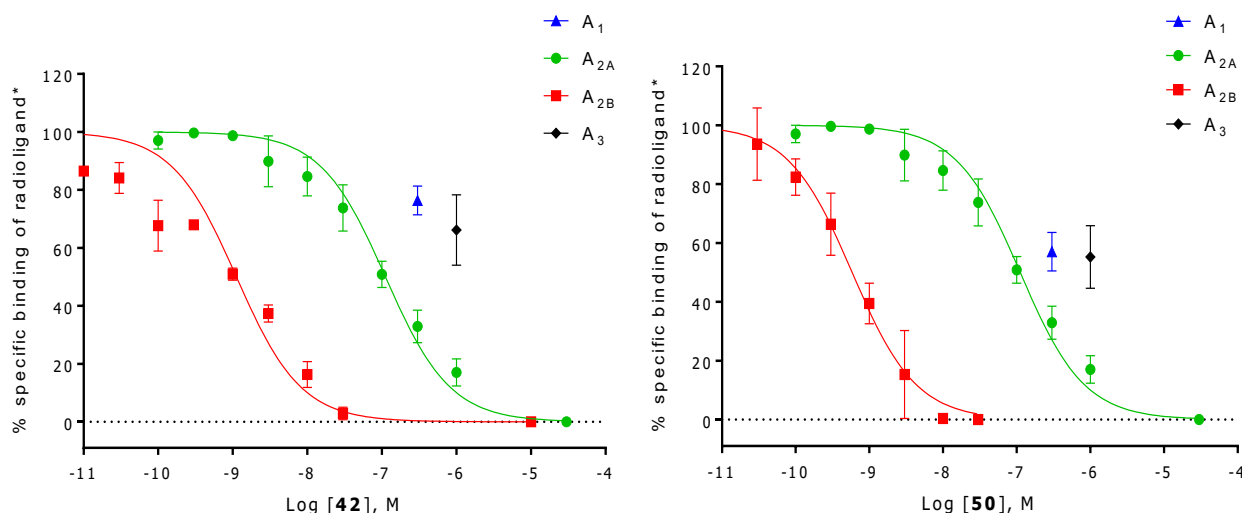 A1
A2A
A2B
A3
% specific binding of radioligand*
120
100
80
60
40
20
0
-11 -10 -9 -8 -7 -6 -5 -4
Log [42], M
A1
A2A
A2B
A3
% specific binding of radioligand*
120
100
80
60
40
20
0
-11 -10 -9 -8 -7 -6 -5 -4
Log [50], M